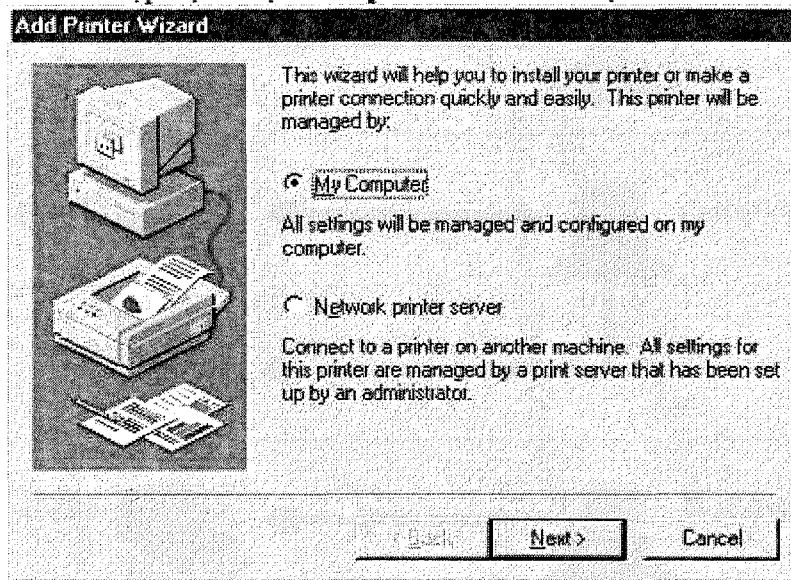 Add Printer Wizard
This wizard will help you to install your printer or make a
printer connection quickly and easily. This printer will be
managed by:
My Computer
All settings will be managed and configured on my
computer.
Network printer server
Connect to a printer on another machine. All settings for
this printer are managed by a print server that has been set
up by an administrator.
< Back Next > Cancel